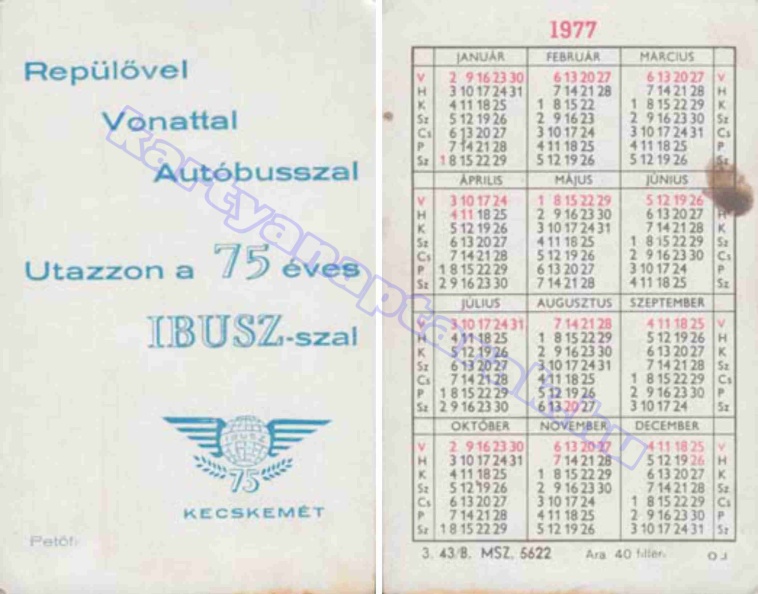 Repülővel
Vonattal
Autóbusszal
Utazzon a 75 éves
IBUSZ-szal
IBUSZ
75
KECSKEMÉT
Petőfi
kartyanaptarok.hu
1977
JANUÁR FEBRUÁR MÁRCIUS
V 2 9 16 23 30 6 13 20 27 6 13 20 27 V
H 3 10 17 24 31 7 14 21 28 7 14 21 28 H
K 4 11 18 25 1 8 15 22 1 8 15 22 29 K
Sz 5 12 19 26 2 9 16 23 2 9 16 23 30 Sz
Cs 6 13 20 27 3 10 17 24 3 10 17 24 31 Cs
P 7 14 21 28 4 11 18 25 4 11 18 25 P
Sz 1 8 15 22 29 5 12 19 26 5 12 19 26 Sz
ÁPRILIS MÁJUS JÚNIUS
V 3 10 17 24 1 8 15 22 29 5 12 19 26
H 4 11 18 25 2 9 16 23 30 6 13 20 27 H
K 5 12 19 26 3 10 17 24 31 7 14 21 28 K
Sz 6 13 20 27 4 11 18 25 1 8 15 22 29 Sz
Cs 7 14 21 28 5 12 19 26 2 9 16 23 30 Cs
P 1 8 15 22 29 6 13 20 27 3 10 17 24 P
Sz 2 9 16 23 30 7 14 21 28 4 11 18 25 Sz
JÚLIUS AUGUSZTUS SZEPTEMBER
V 3 10 17 24 31 7 14 21 28 4 11 18 25 V
H 4 11 18 25 1 8 15 22 29 5 12 19 26 H
K 5 12 19 26 2 9 16 23 30 6 13 20 27 K
Sz 6 13 20 27 3 10 17 24 31 7 14 21 28 Sz
Cs 7 14 21 28 4 11 18 25 1 8 15 22 29 Cs
P 1 8 15 22 29 5 12 19 26 2 9 16 23 30 P
Sz 2 9 16 23 30 6 13 20 27 3 10 17 24 Sz
OKTÓBER NOVEMBER DECEMBER
V 2 9 16 23 30 6 13 20 27 4 11 18 25 V
H 3 10 17 24 31 7 14 21 28 5 12 19 26 H
K 4 11 18 25 1 8 15 22 29 6 13 20 27 K
Sz 5 12 19 26 2 9 16 23 30 7 14 21 28 Sz
Cs 6 13 20 27 3 10 17 24 1 8 15 22 29 Cs
P 7 14 21 28 4 11 18 25 2 9 16 23 30 P
Sz 1 8 15 22 29 5 12 19 26 3 10 17 24 31 Sz
3. 43/B. MSZ. 5622 Ára 40 fillér